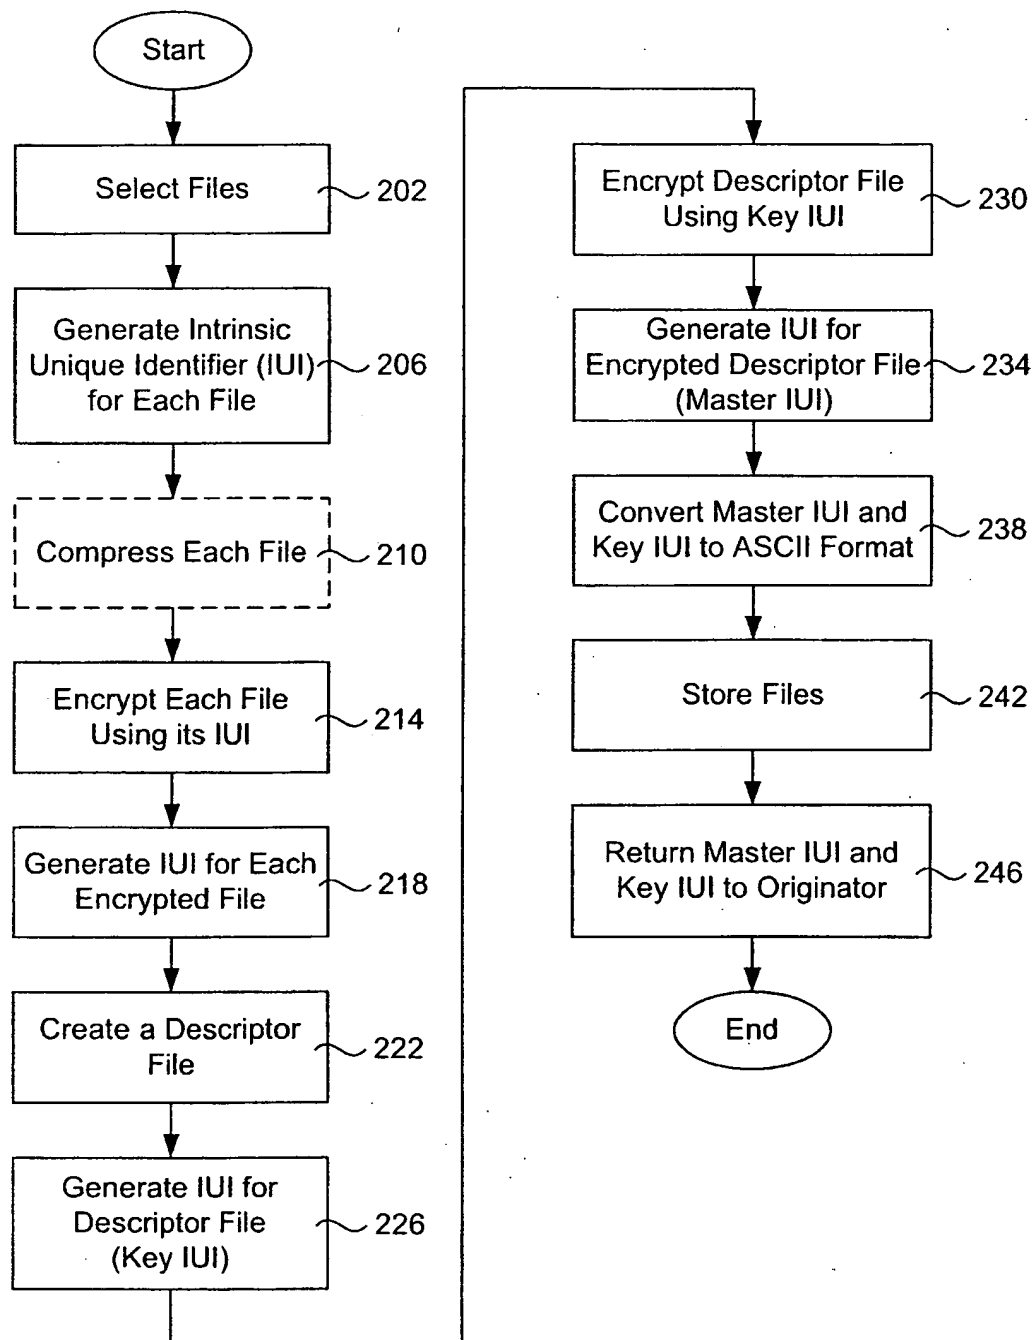 Start
Select Files
202
Generate Intrinsic
Unique Identifier (IUI)
for Each File
206
Compress Each File
210
Encrypt Each File
Using its IUI
214
Generate IUI for Each
Encrypted File
218
Create a Descriptor
File
222
Generate IUI for
Descriptor File
(Key IUI)
226
Encrypt Descriptor File
Using Key IUI
230
Generate IUI for
Encrypted Descriptor File
(Master IUI)
234
Convert Master IUI and
Key IUI to ASCII Format
238
Store Files
242
Return Master IUI and
Key IUI to Originator
246
End